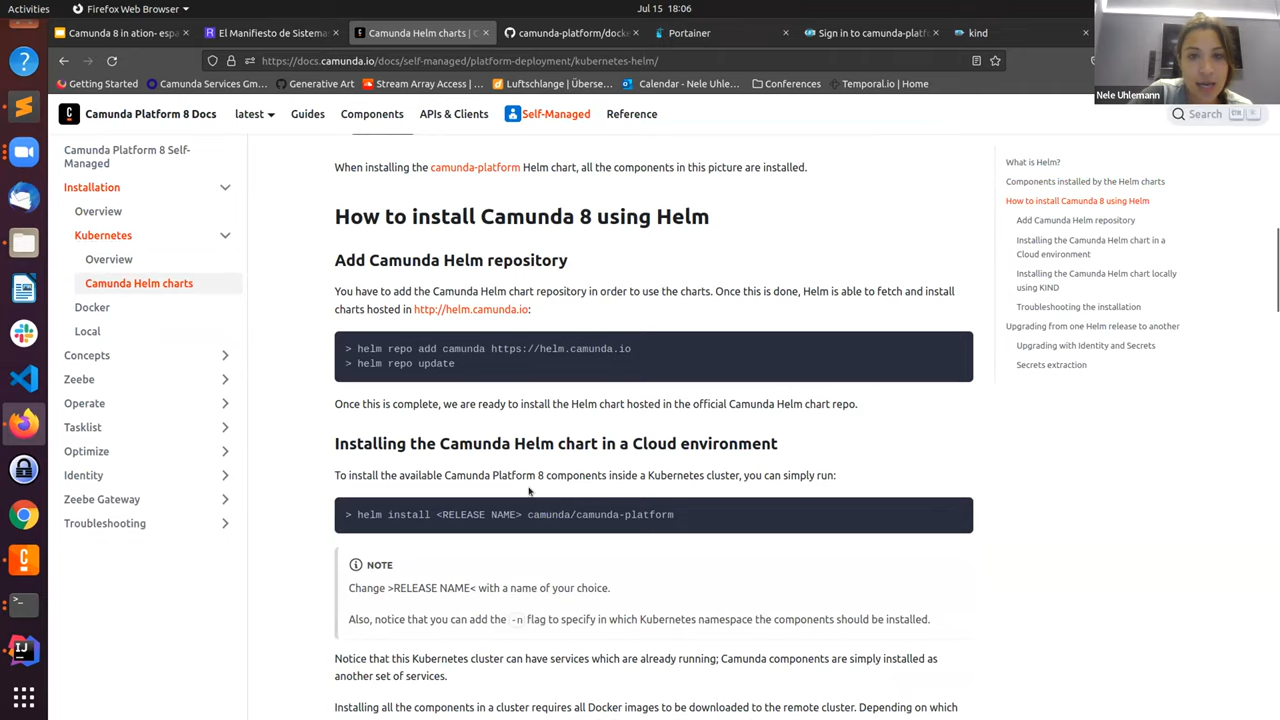 Activities
Firefox Web Browser
Jul 15 18:06
Camunda 8 in ation- espa
El Manifiesto de Sistema
Camunda Helm charts | C
camunda-platform/docke
Portainer
Sign in to camunda-platf
kind
https://docs.camunda.io/docs/self-managed/platform-deployment/kubernetes-helm/
Getting Started
Camunda Services Gm...
Generative Art
Stream Array Access | ...
Luftschlange | Überse...
Calendar - Nele Uhle...
Conferences
Temporal.io | Home
Nele Uhlemann
Camunda Platform 8 Docs
latest
Guides
Components
APIs & Clients
Self-Managed
Reference
Search
Ctrl
K
Camunda Platform 8 Self-
Managed
Installation
Overview
Kubernetes
Overview
Camunda Helm charts
Docker
Local
Concepts
Zeebe
Operate
Tasklist
Optimize
Identity
Zeebe Gateway
Troubleshooting
When installing the camunda-platform Helm chart, all the components in this picture are installed.
How to install Camunda 8 using Helm
Add Camunda Helm repository
You have to add the Camunda Helm chart repository in order to use the charts. Once this is done, Helm is able to fetch and install
charts hosted in http://helm.camunda.io:
> helm repo add camunda https://helm.camunda.io
> helm repo update
Once this is complete, we are ready to install the Helm chart hosted in the official Camunda Helm chart repo.
Installing the Camunda Helm chart in a Cloud environment
To install the available Camunda Platform 8 components inside a Kubernetes cluster, you can simply run:
> helm install <RELEASE NAME> camunda/camunda-platform
NOTE
Change >RELEASE NAME< with a name of your choice.
Also, notice that you can add the -n flag to specify in which Kubernetes namespace the components should be installed.
Notice that this Kubernetes cluster can have services which are already running; Camunda components are simply installed as
another set of services.
Installing all the components in a cluster requires all Docker images to be downloaded to the remote cluster. Depending on which
What is Helm?
Components installed by the Helm charts
How to install Camunda 8 using Helm
Add Camunda Helm repository
Installing the Camunda Helm chart in a
Cloud environment
Installing the Camunda Helm chart locally
using KIND
Troubleshooting the installation
Upgrading from one Helm release to another
Upgrading with Identity and Secrets
Secrets extraction